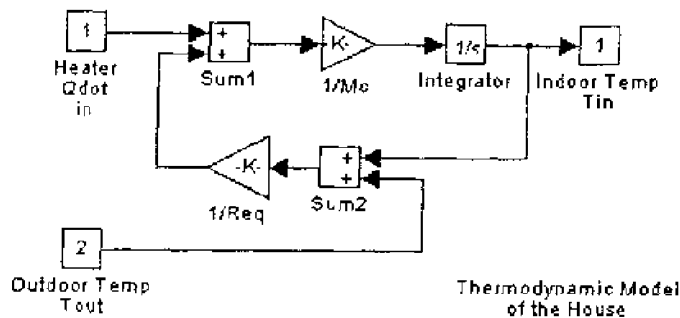 1
Heater
Qdot
in
+
+
Sum1
-K-
1/Mc
1/s
Integrator
1
Indoor Temp
Tin
-K-
1/Req
+
+
Sum2
2
Outdoor Temp
Tout
Thermodynamic Model
of the House